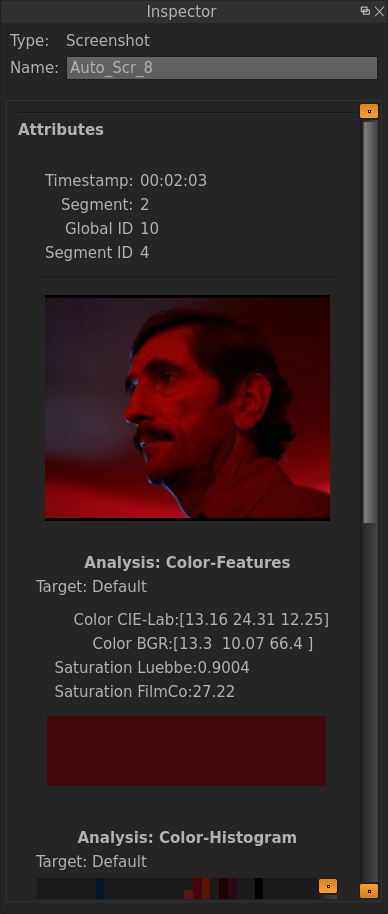 Inspector
Type: Screenshot
Name: Auto_Scr_8
Attributes
Timestamp: 00:02:03
Segment: 2
Global ID 10
Segment ID 4
Analysis: Color-Features
Target: Default
Color CIE-Lab:[13.16 24.31 12.25]
Color BGR:[13.3  10.07 66.4 ]
Saturation Luebbe:0.9004
Saturation FilmCo:27.22
Analysis: Color-Histogram
Target: Default